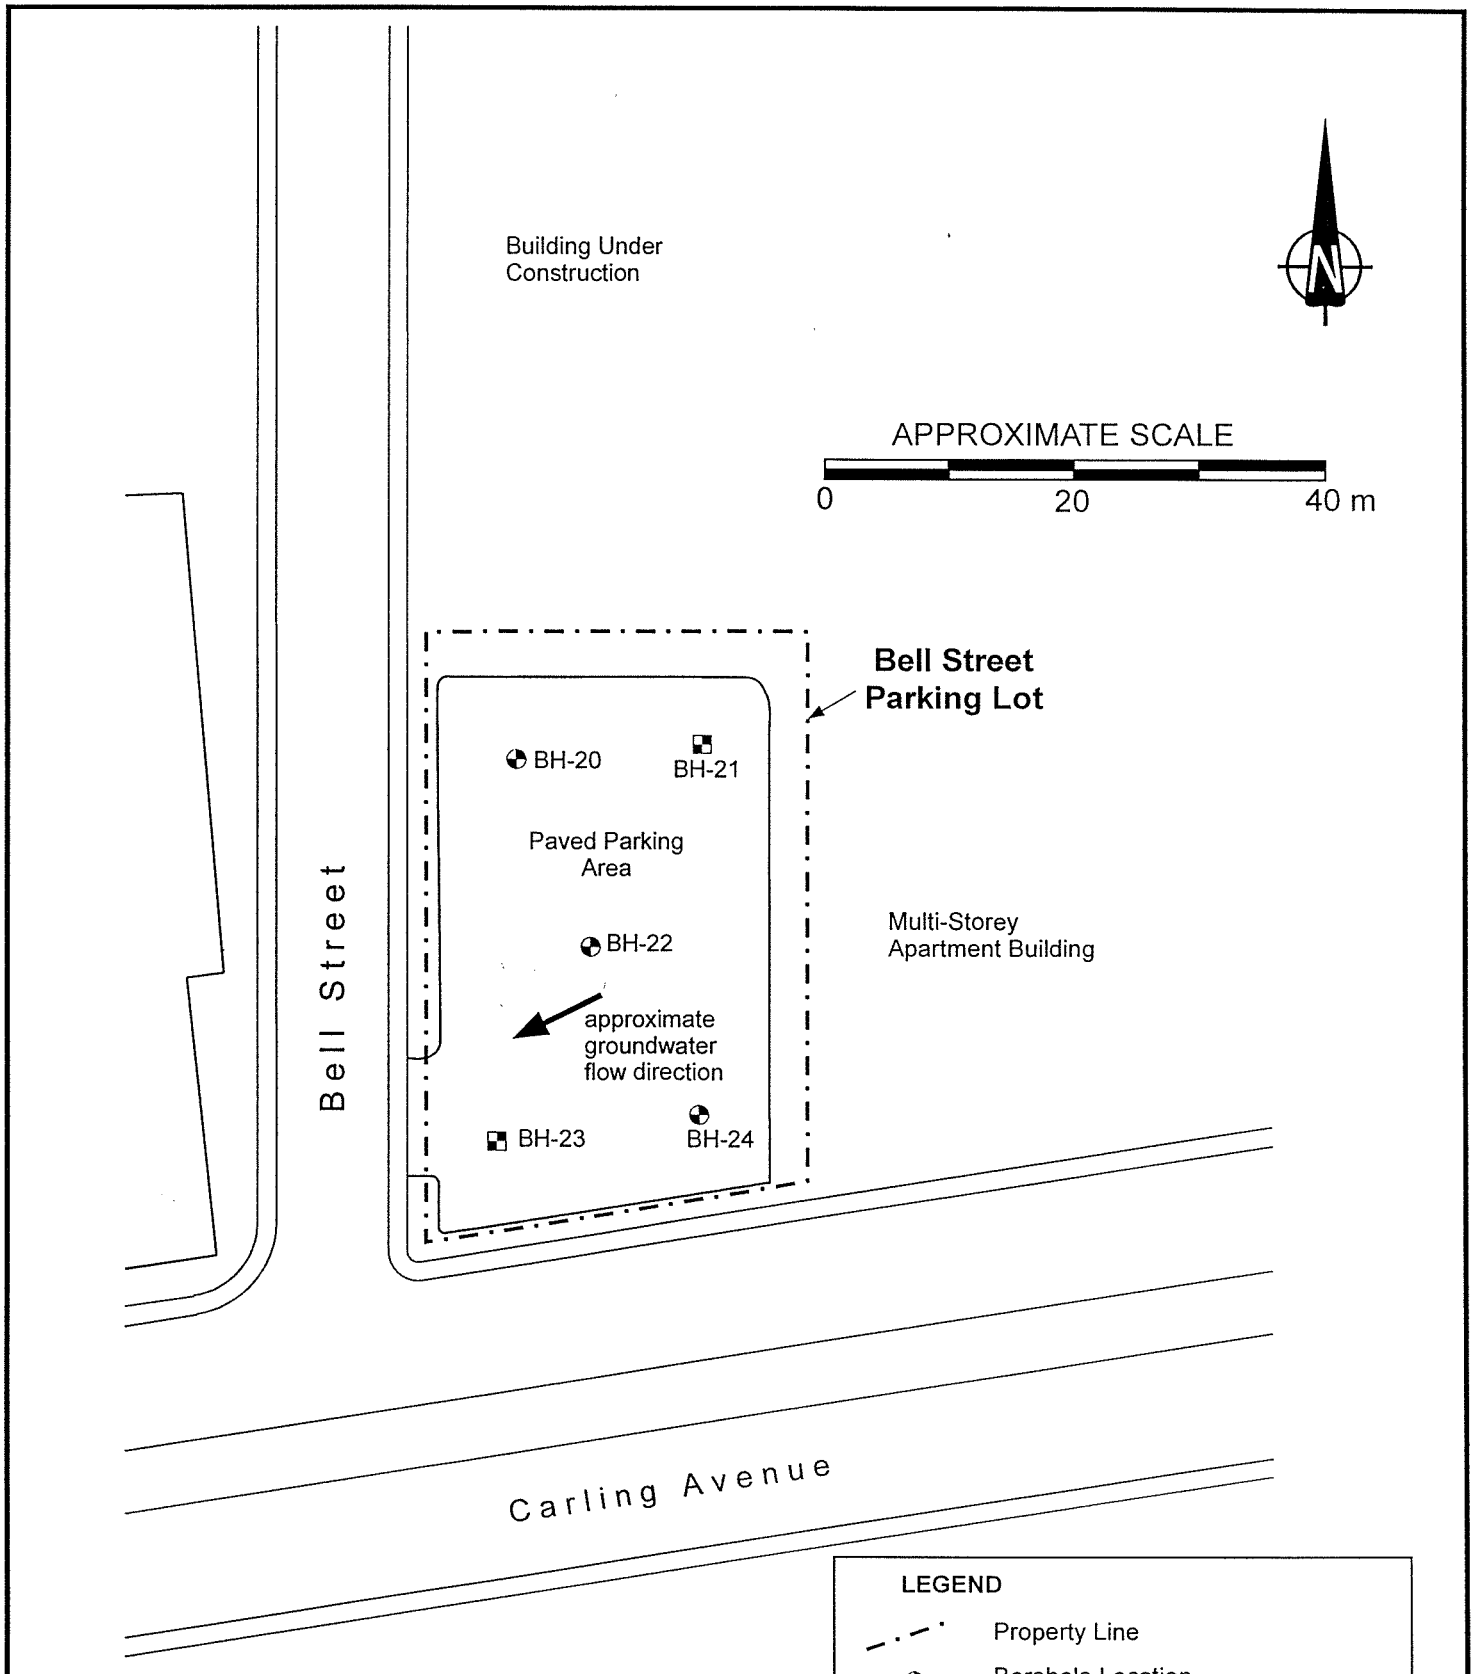 Building Under
Construction
N
APPROXIMATE SCALE
0 20 40 m
Bell Street
Parking Lot
BH-20
BH-21
Paved Parking
Area
Multi-Storey
Apartment Building
BH-22
approximate
groundwater
flow direction
Bell Street
BH-23
BH-24
Carling Avenue
LEGEND
Property Line
Borehole Location